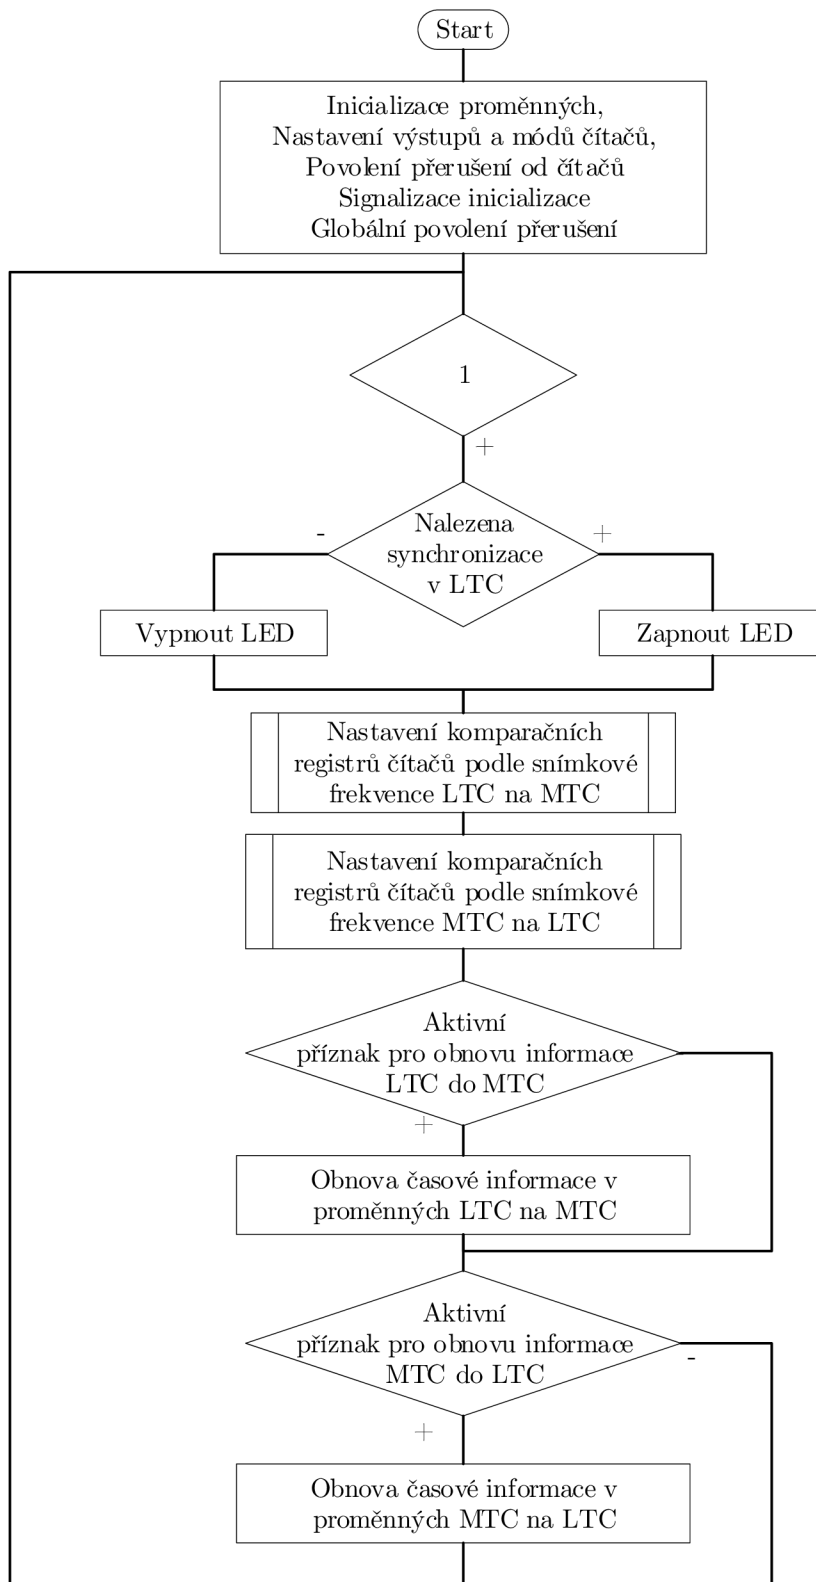 Start
Inicializace proměnných,
Nastavení výstupů a módů čítačů,
Povolení přerušení od čítačů
Signalizace inicializace
Globální povolení přerušení
1
+
Nalezena
synchronizace
v LTC
-
+
Vypnout LED
Zapnout LED
Nastavení komparačních
registrů čítačů podle snímkové
frekvence LTC na MTC
Nastavení komparačních
registrů čítačů podle snímkové
frekvence MTC na LTC
Aktivní
příznak pro obnovu informace
LTC do MTC
+
Obnova časové informace v
proměnných LTC na MTC
Aktivní
příznak pro obnovu informace
MTC do LTC
-
+
Obnova časové informace v
proměnných MTC na LTC